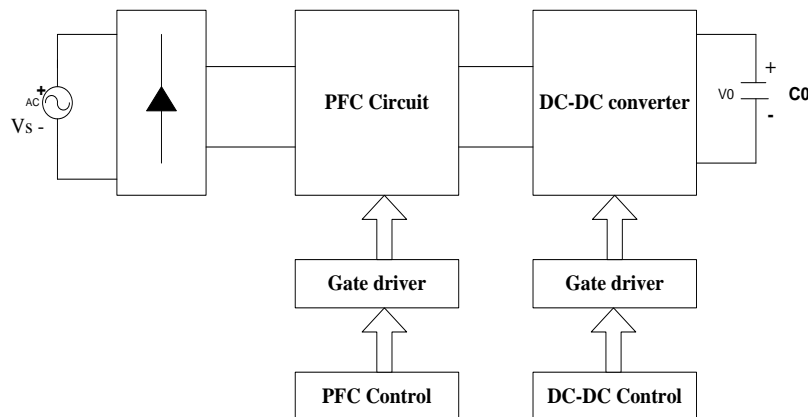 AC
+
Vs -
PFC Circuit
DC-DC converter
+
V0
C0
-
Gate driver
Gate driver
PFC Control
DC-DC Control